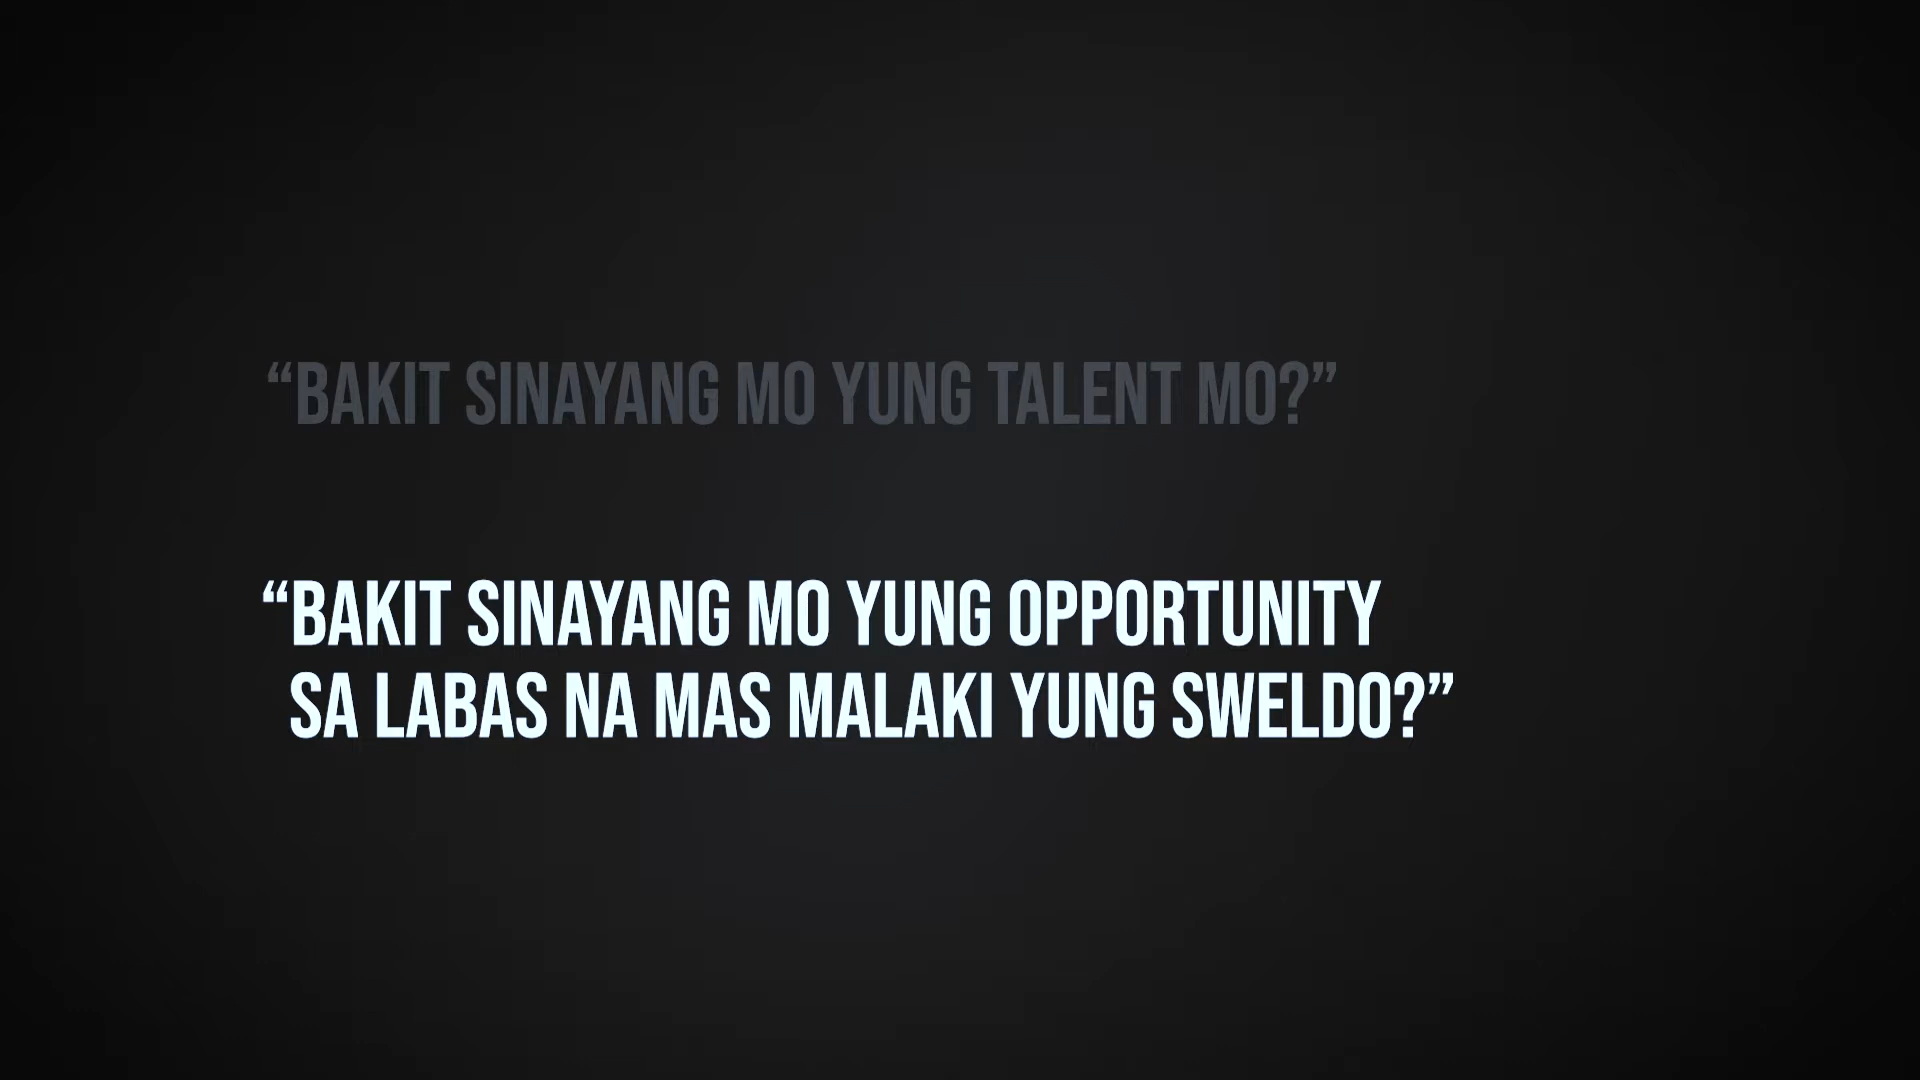 “BAKIT SINAYANG MO YUNG TALENT MO?”
“BAKIT SINAYANG MO YUNG OPPORTUNITY
SA LABAS NA MAS MALAKI YUNG SWELDO?”